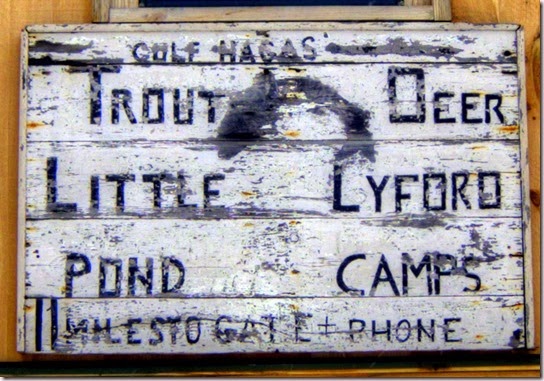 GULF HAGAS
TROUT DEER
LITTLE LYFORD
POND CAMPS
11 MILES TO GATE + PHONE